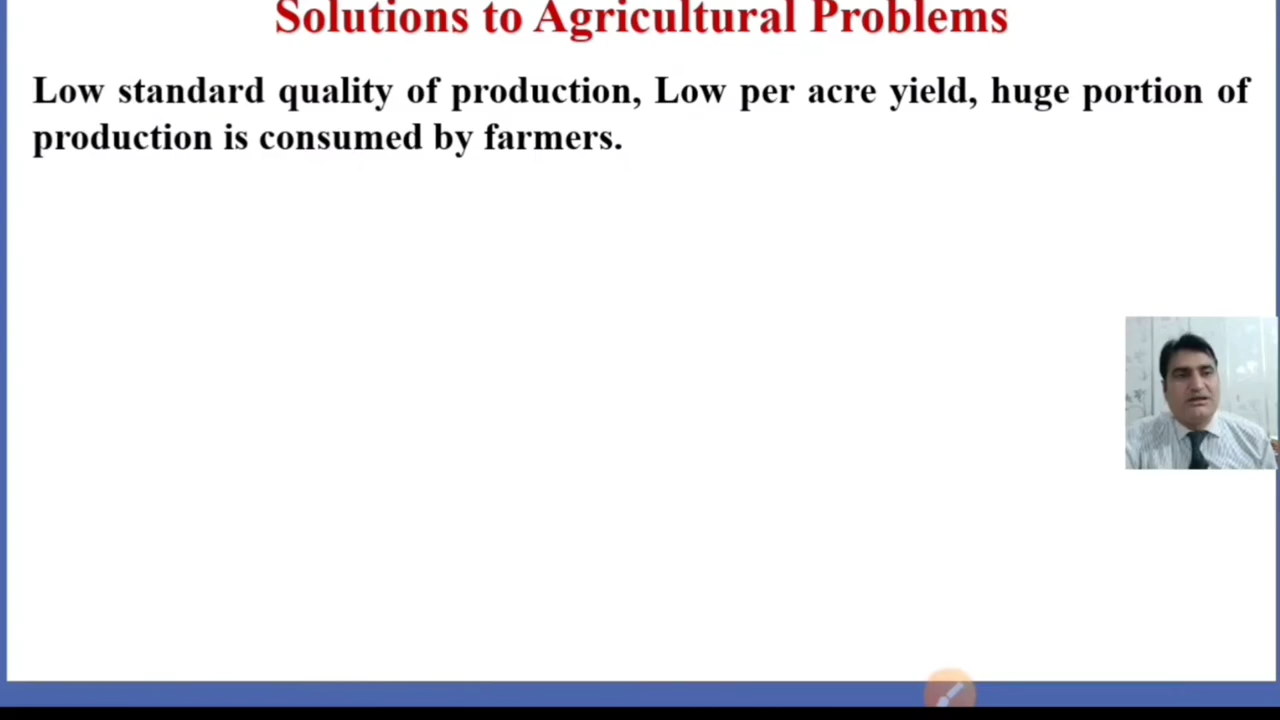 Solutions to Agricultural Problems
Low standard quality of production, Low per acre yield, huge portion of
production is consumed by farmers.